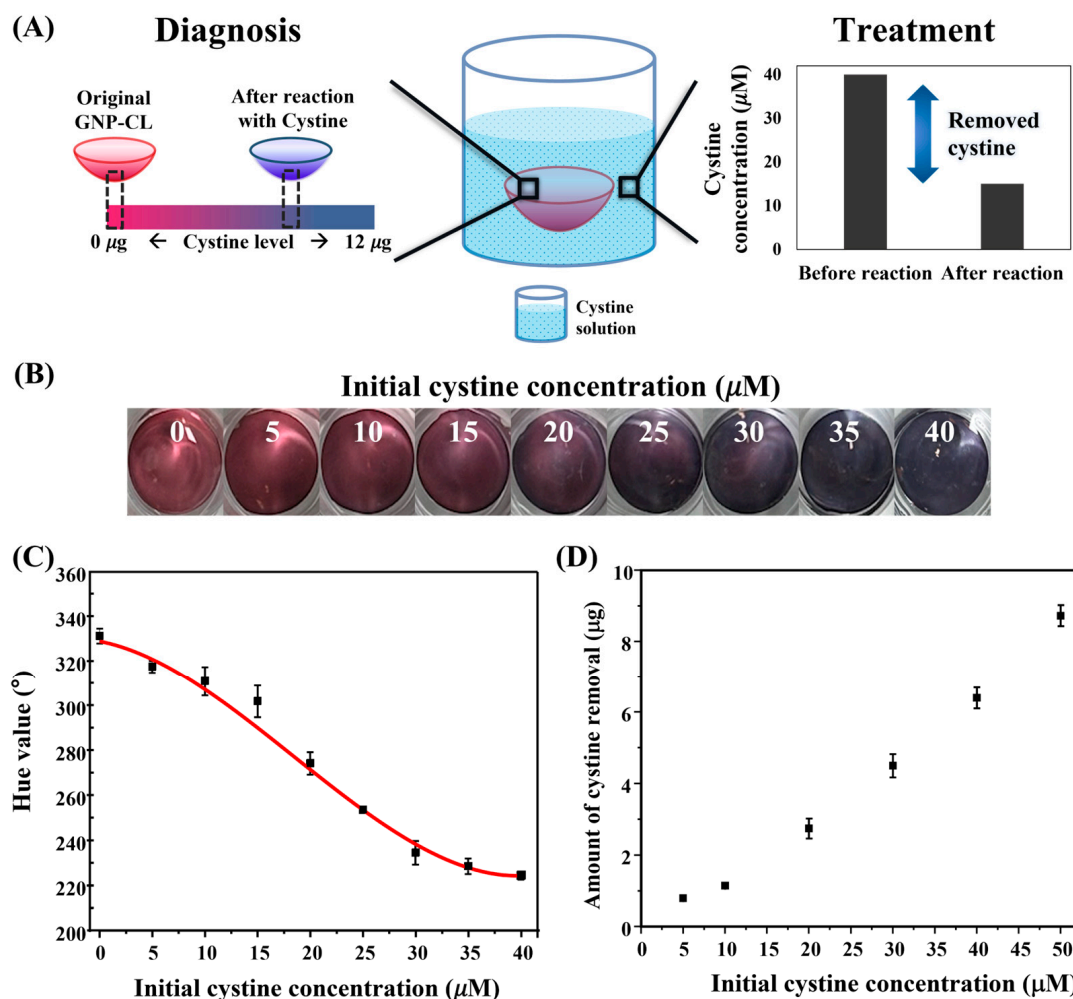 (A)
Diagnosis
Treatment
Original
GNP-CL
After reaction
with Cystine
0 μg ← Cystine level → 12 μg
Cystine
solution
Cystine
concentration (μM)
40
30
20
10
0
Removed
cystine
Before reaction After reaction
(B)
Initial cystine concentration (μM)
0 5 10 15 20 25 30 35 40
(C)
Hue value (°)
360
340
320
300
280
260
240
220
200
0 5 10 15 20 25 30 35 40
Initial cystine concentration (μM)
(D)
Amount of cystine removal (μg)
10
8
6
4
2
0
0 5 10 15 20 25 30 35 40 45 50
Initial cystine concentration (μM)